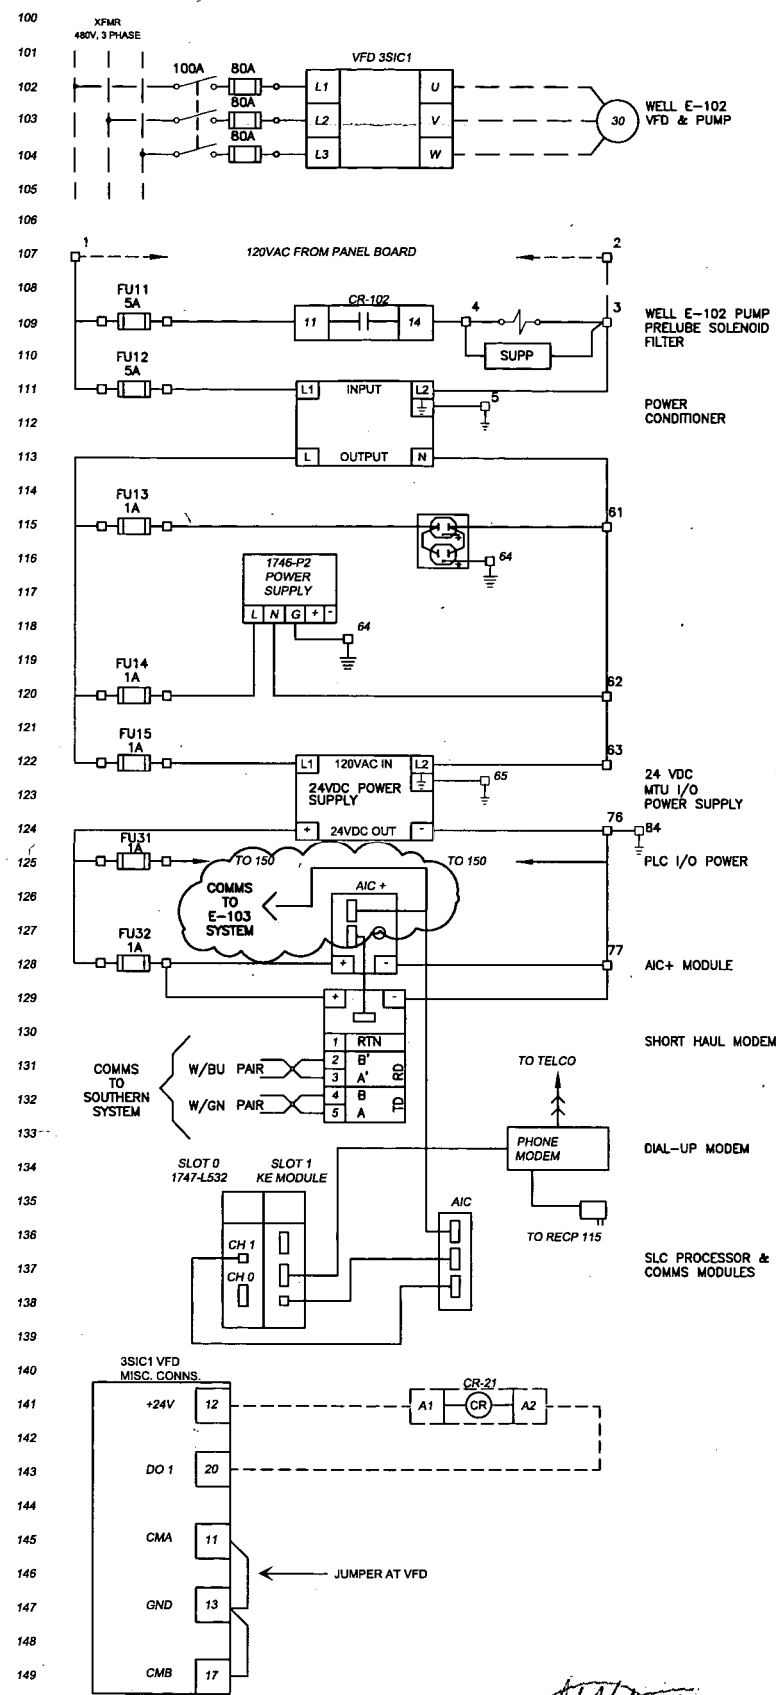 100
XFMR
480V, 3 PHASE
101
VFD 3SIC1
100A 80A
102 L1 U
80A
103 L2 V 30 WELL E-102
VFD & PUMP
80A
104 L3 W
105
106
1 2
107 120VAC FROM PANEL BOARD
108 FU11
5A CR-102 4 3
109 11 14 WELL E-102 PUMP
PRELUBE SOLENOID
FILTER
110 FU12
5A SUPP
111 L1 INPUT L2
5 POWER
CONDITIONER
112
113 L OUTPUT N
114 FU13
1A 61
115
116 64
1746-P2
POWER
SUPPLY
117
L N G + -
118 64
119 FU14
1A 62
120
121 FU15
1A 63
122 L1 120VAC IN L2
123 24VDC POWER
SUPPLY 65 24 VDC
MTU I/O
POWER SUPPLY
124 + 24VDC OUT - 76 84
FU31
1A
125 TO 150 TO 150 PLC I/O POWER
126 COMMS
TO
E-103
SYSTEM AIC +
127 FU32
1A 77
128 + - AIC+ MODULE
129 + -
130 1 RTN SHORT HAUL MODEM
131 COMMS
TO
SOUTHERN
SYSTEM W/BU PAIR 2 B' RD
3 A' TO TELCO
132 W/GN PAIR 4 B TD
5 A
133 PHONE
MODEM DIAL-UP MODEM
134 SLOT 0
1747-L532 SLOT 1
KE MODULE
135 AIC
TO RECP 115
136 CH 1 SLC PROCESSOR &
COMMS MODULES
137 CH 0
138
139
140 3SIC1 VFD
MISC. CONNS.
CR-21
141 +24V 12 A1 CR A2
142
143 DO 1 20
144
145 CMA 11
146 JUMPER AT VFD
147 GND 13
148
149 CMB 17